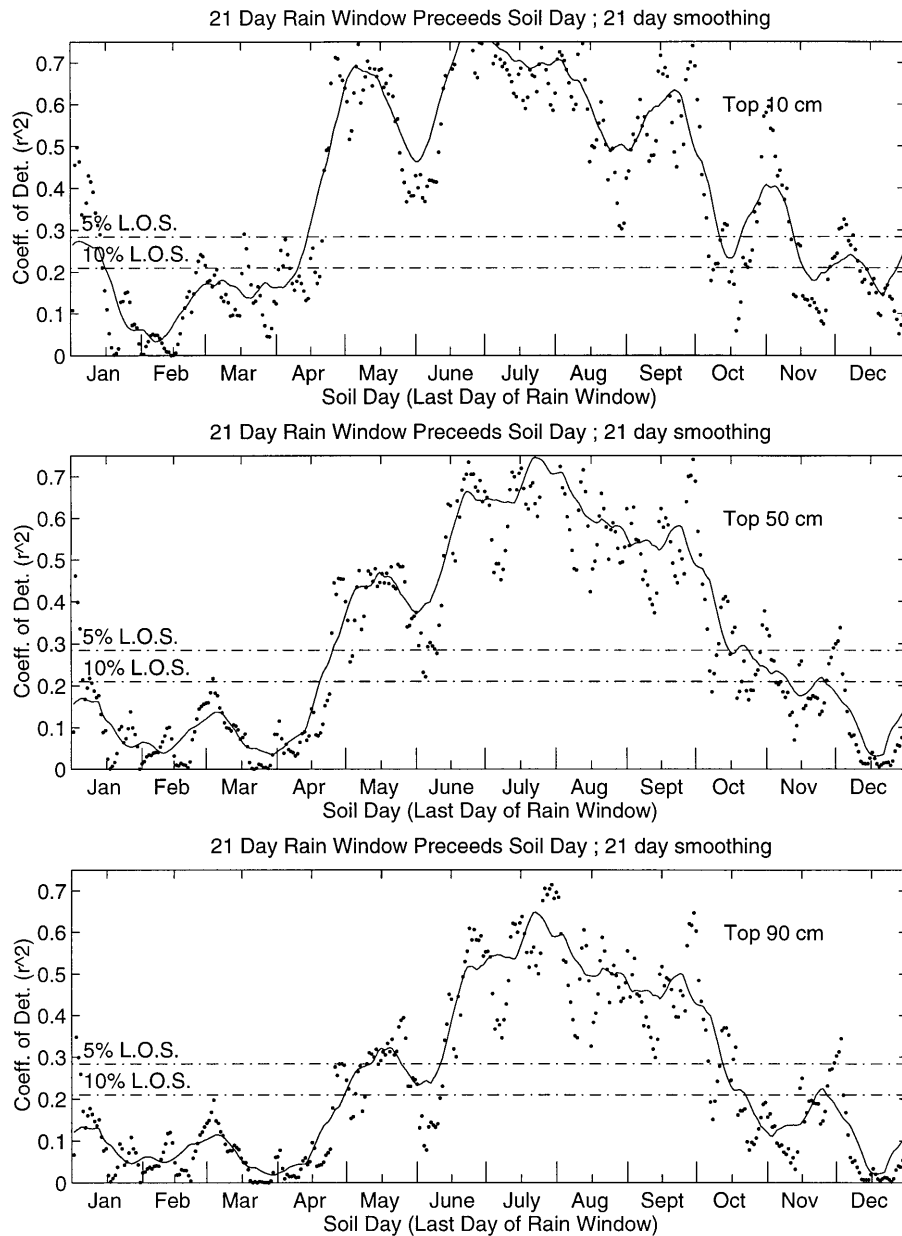 21 Day Rain Window Preceeds Soil Day ; 21 day smoothing
0.7
0.6
0.5
0.4
0.3
0.2
0.1
0
Coeff. of Det. (r^2)
Top 10 cm
5% L.O.S.
10% L.O.S.
Jan Feb Mar Apr May June July Aug Sept Oct Nov Dec
Soil Day (Last Day of Rain Window)
21 Day Rain Window Preceeds Soil Day ; 21 day smoothing
0.7
0.6
0.5
0.4
0.3
0.2
0.1
0
Coeff. of Det. (r^2)
Top 50 cm
5% L.O.S.
10% L.O.S.
Jan Feb Mar Apr May June July Aug Sept Oct Nov Dec
Soil Day (Last Day of Rain Window)
21 Day Rain Window Preceeds Soil Day ; 21 day smoothing
0.7
0.6
0.5
0.4
0.3
0.2
0.1
0
Coeff. of Det. (r^2)
Top 90 cm
5% L.O.S.
10% L.O.S.
Jan Feb Mar Apr May June July Aug Sept Oct Nov Dec
Soil Day (Last Day of Rain Window)